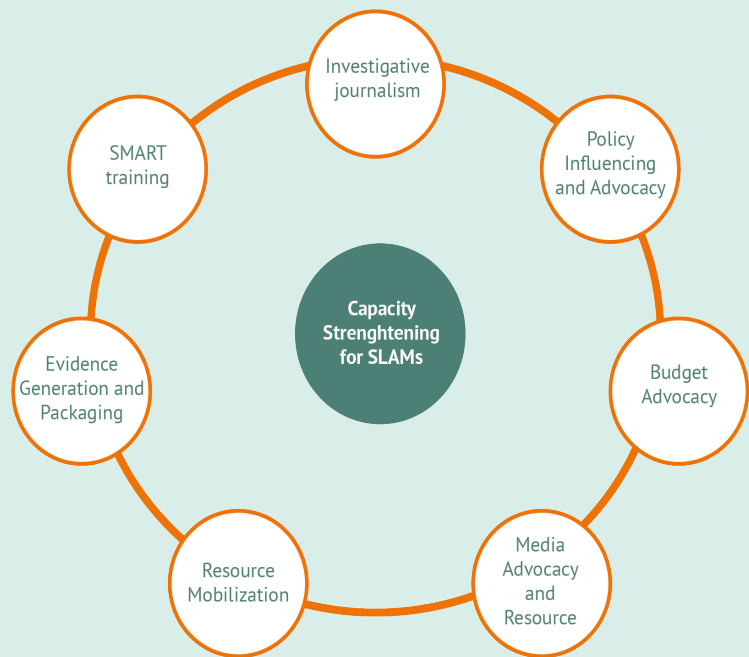 Investigative
journalism
Policy
Influencing
and Advocacy
Budget
Advocacy
Media
Advocacy
and
Resource
Resource
Mobilization
Evidence
Generation and
Packaging
SMART
training
Capacity
Strenghtening
for SLAMs